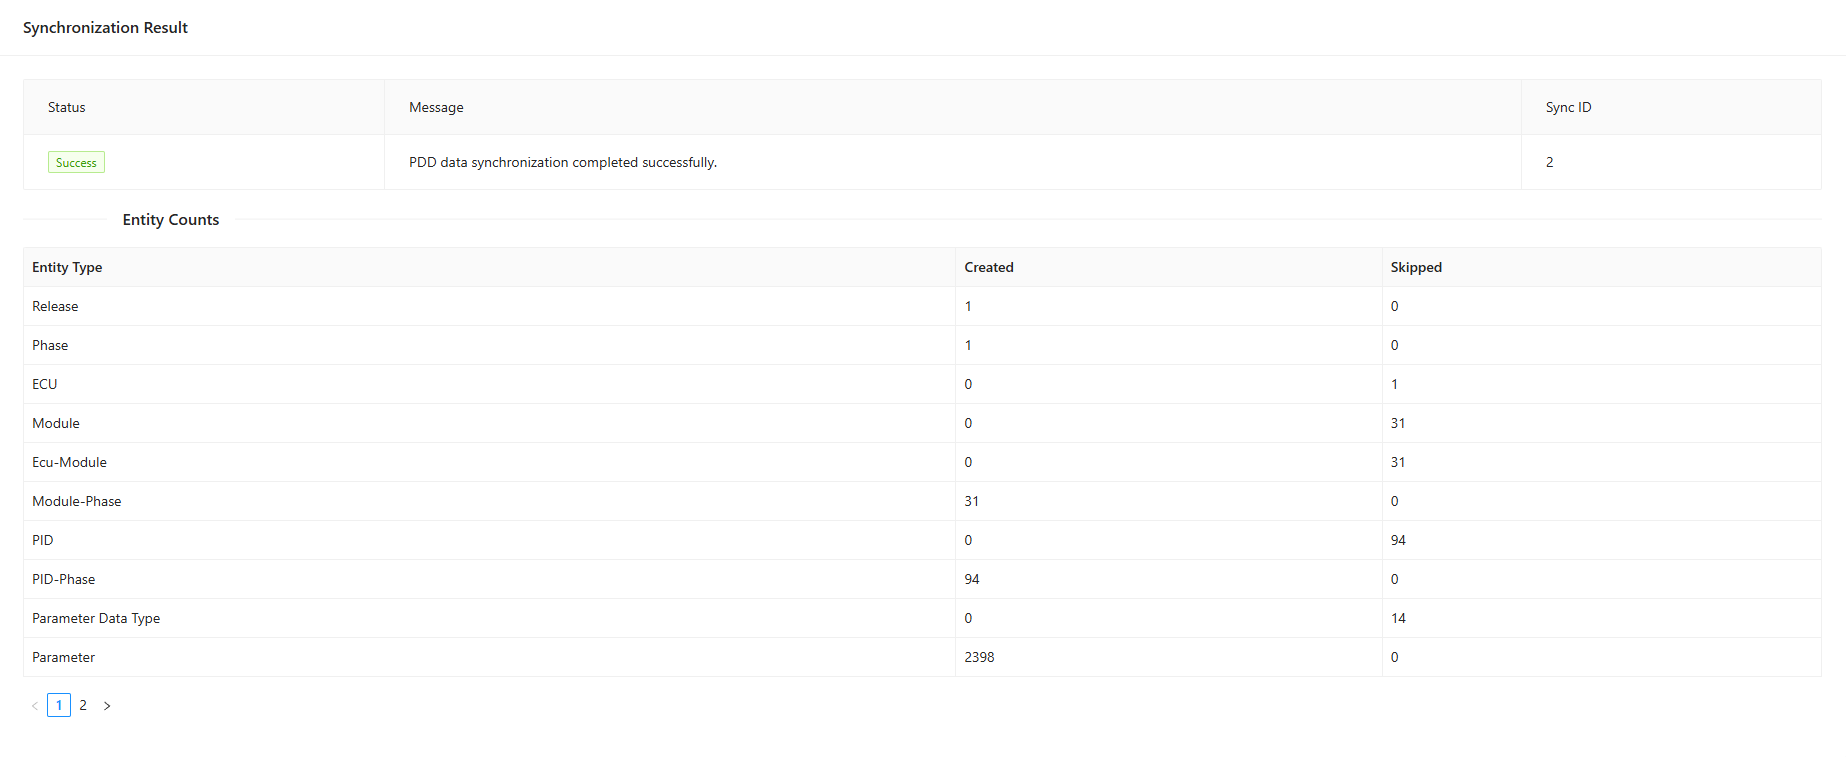 Synchronization Result
Status Message Sync ID
Success PDD data synchronization completed successfully. 2
Entity Counts
Entity Type Created Skipped
Release 1 0
Phase 1 0
ECU 0 1
Module 0 31
Ecu-Module 0 31
Module-Phase 31 0
PID 0 94
PID-Phase 94 0
Parameter Data Type 0 14
Parameter 2398 0
< 1 2 >